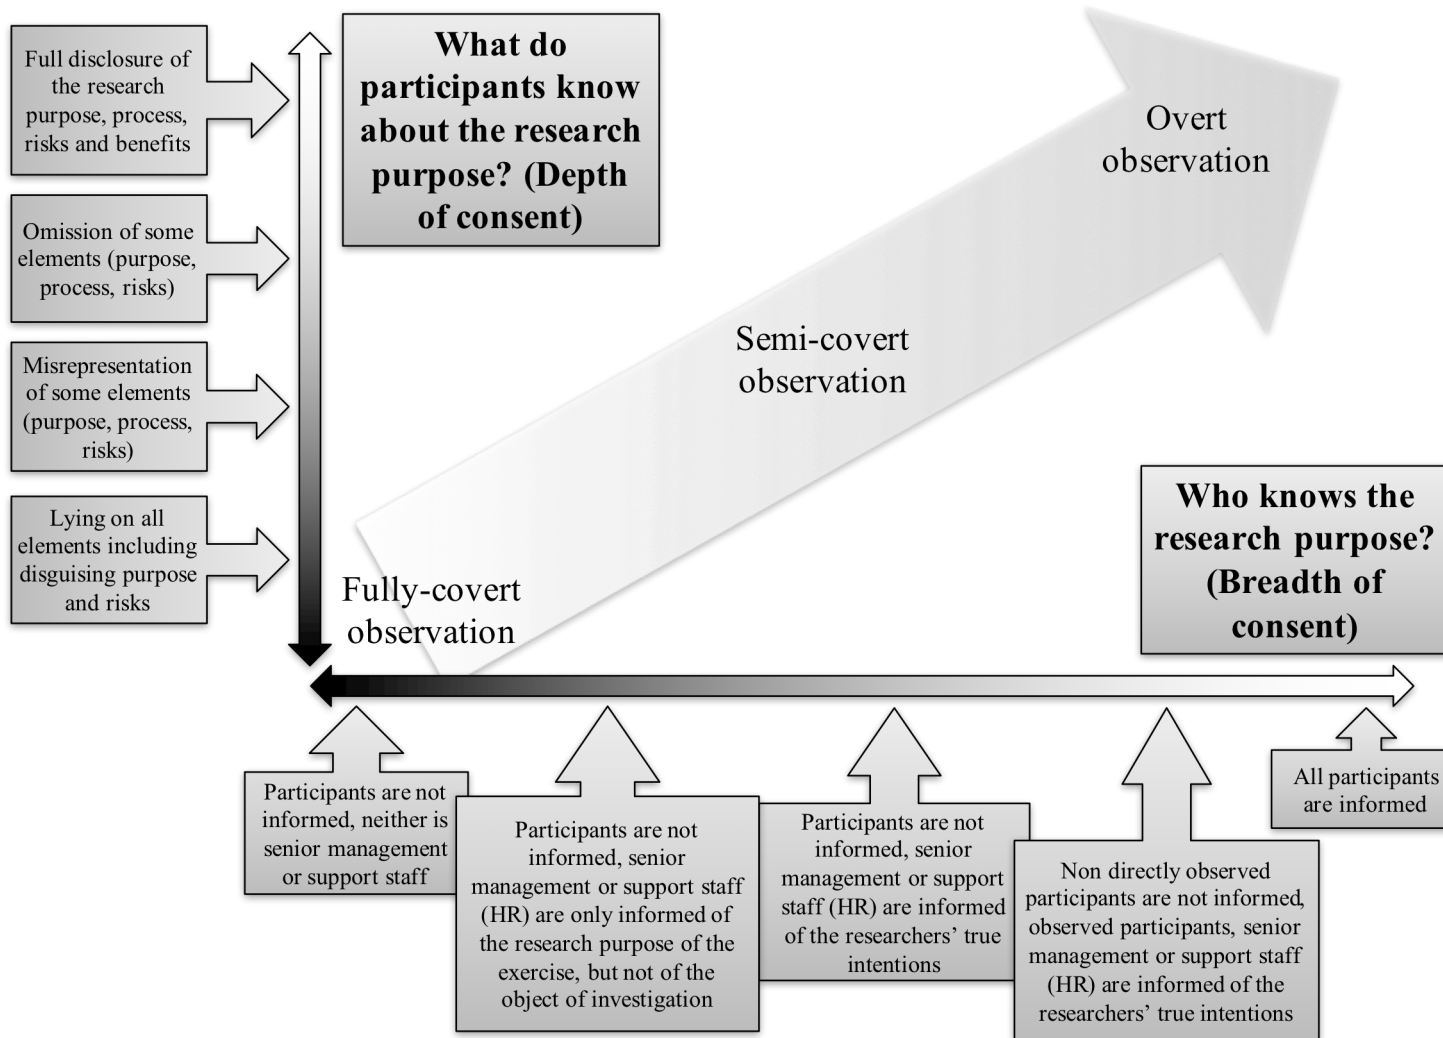 Full disclosure of
the research
purpose, process,
risks and benefits
Omission of some
elements (purpose,
process, risks)
Misrepresentation
of some elements
(purpose, process,
risks)
Lying on all
elements including
disguising purpose
and risks
What do
participants know
about the research
purpose? (Depth
of consent)
Overt
observation
Semi-covert
observation
Fully-covert
observation
Who knows the
research purpose?
(Breadth of
consent)
Participants are not
informed, neither is
senior management
or support staff
Participants are not
informed, senior
management or support staff
(HR) are only informed of
the research purpose of the
exercise, but not of the
object of investigation
Participants are not
informed, senior
management or support
staff (HR) are informed
of the researchers’ true
intentions
Non directly observed
participants are not informed,
observed participants, senior
management or support staff
(HR) are informed of the
researchers’ true intentions
All participants
are informed